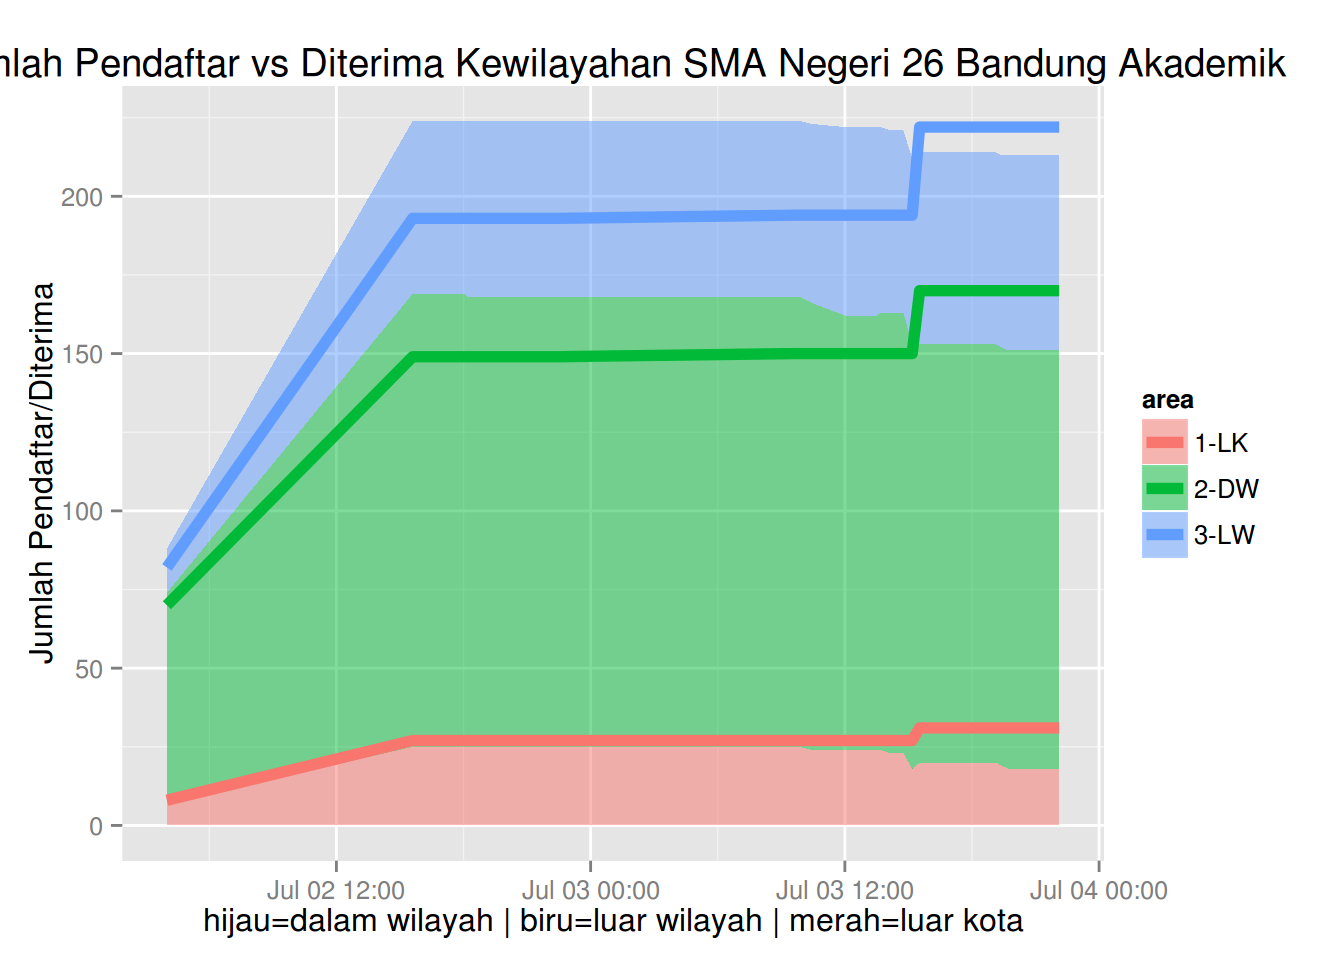 mlah Pendaftar vs Diterima Kewilayahan SMA Negeri 26 Bandung Akademik
Jumlah Pendaftar/Diterima
200
150
100
50
0
Jul 02 12:00 Jul 03 00:00 Jul 03 12:00 Jul 04 00:00
hijau=dalam wilayah | biru=luar wilayah | merah=luar kota
area
1-LK
2-DW
3-LW